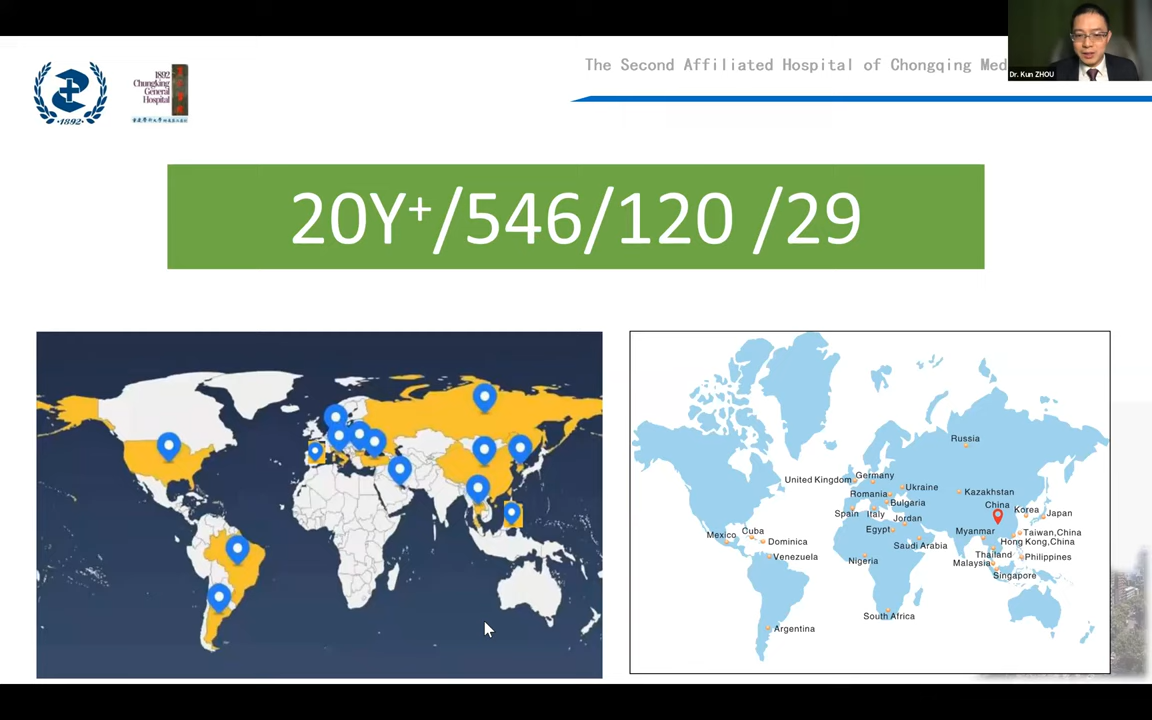 The Second Affiliated Hospital of Chongqing Med
Dr. Kun ZHOU
1892
Chungking
General
Hospital
1892
20Y+/546/120 /29
Russia
United Kingdom
Germany
Ukraine
Romania
Kazakhstan
Bulgaria
China
Spain
Italy
Korea
Japan
Jordan
Mexico
Cuba
Egypt
Myanmar
Taiwan,China
Dominica
Saudi Arabia
Hong Kong,China
Venezuela
Nigeria
Thailand
Philippines
Malaysia
Singapore
South Africa
Argentina